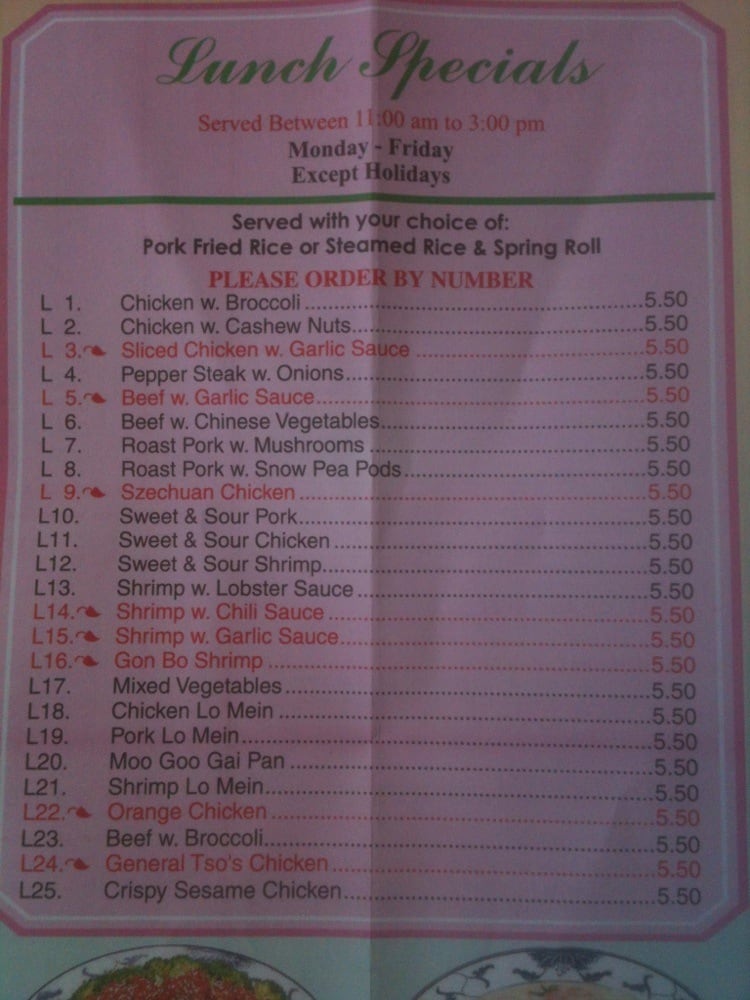 Lunch Specials
Served Between 11:00 am to 3:00 pm
Monday - Friday
Except Holidays
Served with your choice of:
Pork Fried Rice or Steamed Rice & Spring Roll
PLEASE ORDER BY NUMBER
L 1. Chicken w. Broccoli 5.50
L 2. Chicken w. Cashew Nuts 5.50
L 3. Sliced Chicken w. Garlic Sauce 5.50
L 4. Pepper Steak w. Onions 5.50
L 5. Beef w. Garlic Sauce 5.50
L 6. Beef w. Chinese Vegetables 5.50
L 7. Roast Pork w. Mushrooms 5.50
L 8. Roast Pork w. Snow Pea Pods 5.50
L 9. Szechuan Chicken 5.50
L10. Sweet & Sour Pork 5.50
L11. Sweet & Sour Chicken 5.50
L12. Sweet & Sour Shrimp 5.50
L13. Shrimp w. Lobster Sauce 5.50
L14. Shrimp w. Chili Sauce 5.50
L15. Shrimp w. Garlic Sauce 5.50
L16. Gon Bo Shrimp 5.50
L17. Mixed Vegetables 5.50
L18. Chicken Lo Mein 5.50
L19. Pork Lo Mein 5.50
L20. Moo Goo Gai Pan 5.50
L21. Shrimp Lo Mein 5.50
L22. Orange Chicken 5.50
L23. Beef w. Broccoli 5.50
L24. General Tso's Chicken 5.50
L25. Crispy Sesame Chicken 5.50